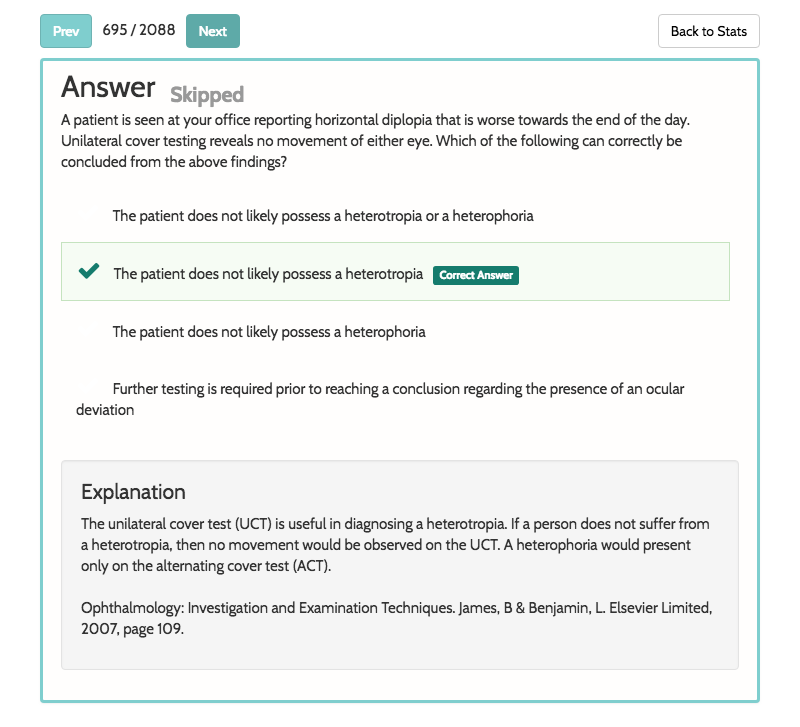 Prev 695 / 2088 Next Back to Stats
Answer Skipped
A patient is seen at your office reporting horizontal diplopia that is worse towards the end of the day.
Unilateral cover testing reveals no movement of either eye. Which of the following can correctly be
concluded from the above findings?
The patient does not likely possess a heterotropia or a heterophoria
The patient does not likely possess a heterotropia Correct Answer
The patient does not likely possess a heterophoria
Further testing is required prior to reaching a conclusion regarding the presence of an ocular
deviation
Explanation
The unilateral cover test (UCT) is useful in diagnosing a heterotropia. If a person does not suffer from
a heterotropia, then no movement would be observed on the UCT. A heterophoria would present
only on the alternating cover test (ACT).
Ophthalmology: Investigation and Examination Techniques. James, B & Benjamin, L. Elsevier Limited,
2007, page 109.